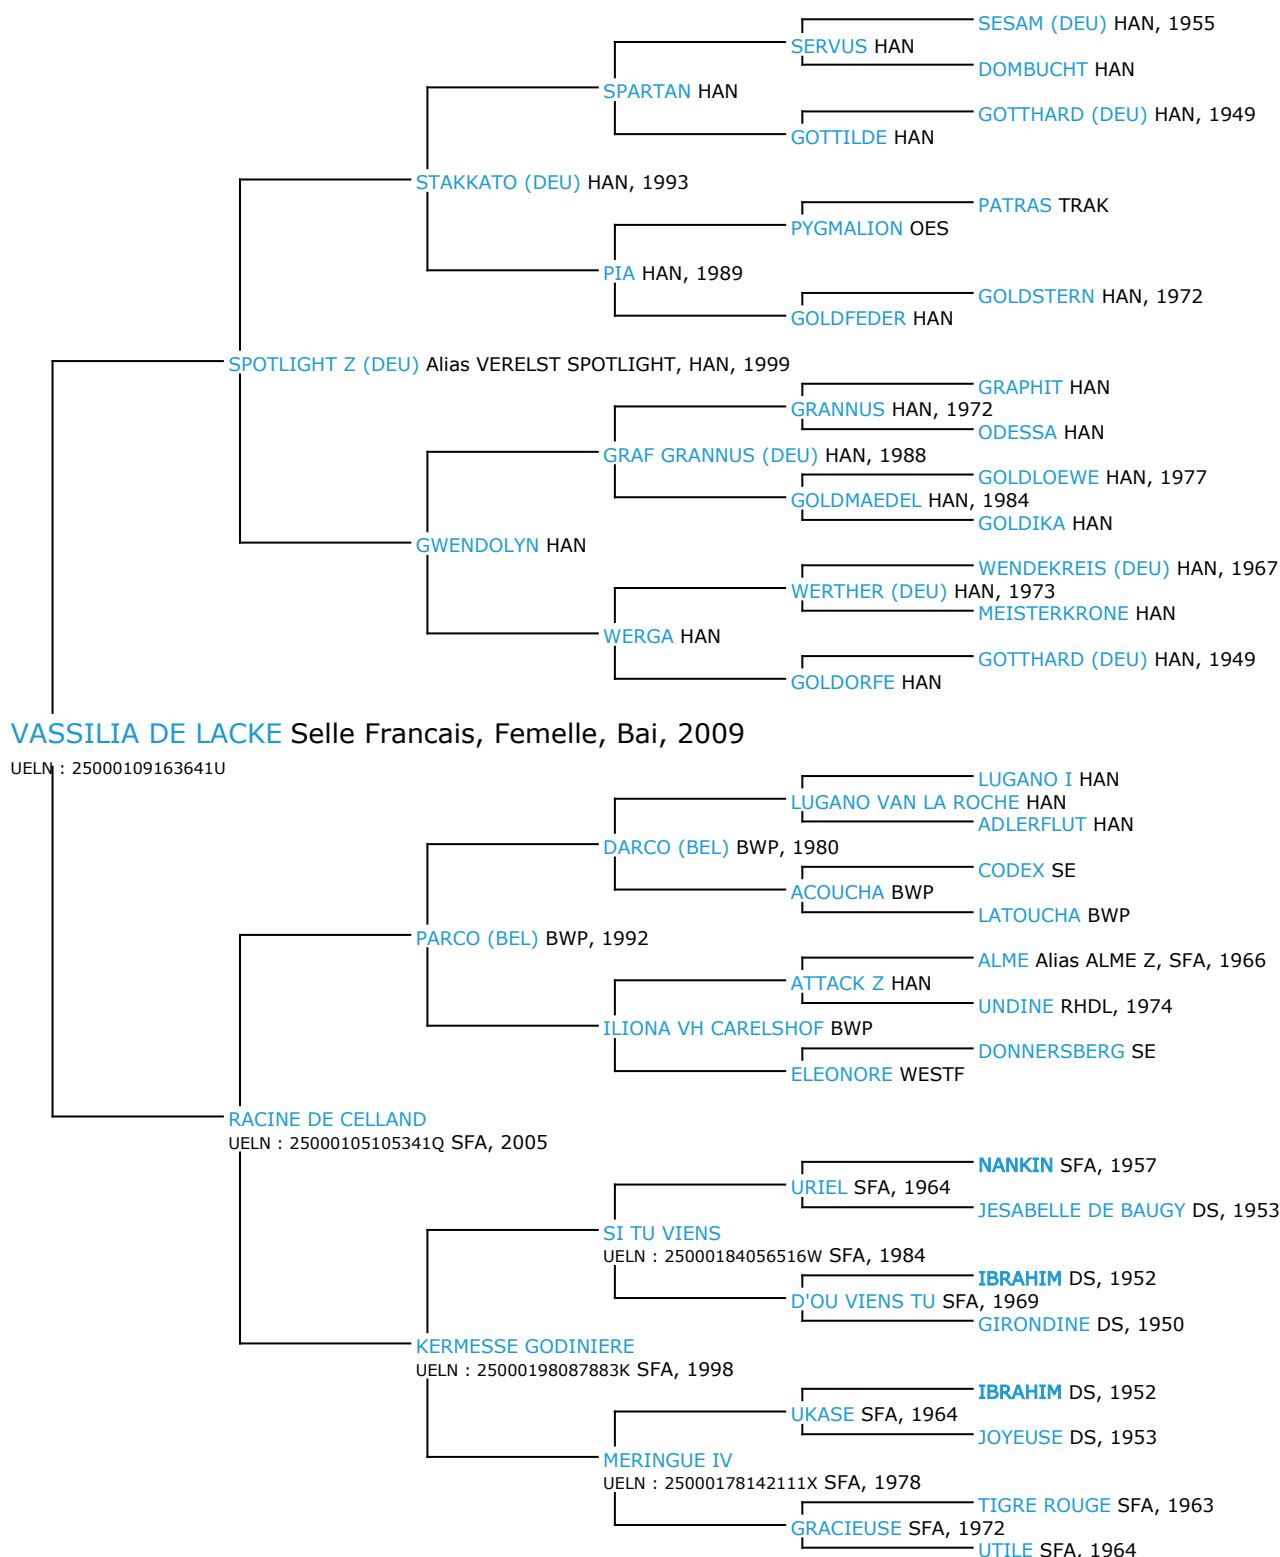 SESAM (DEU) HAN, 1955
SERVUS HAN
DOMBUCHT HAN
SPARTAN HAN
GOTTHARD (DEU) HAN, 1949
GOTTILDE HAN
STAKKATO (DEU) HAN, 1993
PATRAS TRAK
PYGMALION OES
PIA HAN, 1989
GOLDSTERN HAN, 1972
GOLDFEDER HAN
SPOTLIGHT Z (DEU) Alias VERELST SPOTLIGHT, HAN, 1999
GRAPHIT HAN
GRANNUS HAN, 1972
ODESSA HAN
GRAF GRANNUS (DEU) HAN, 1988
GOLDLOEWE HAN, 1977
GOLDMAEDEL HAN, 1984
GOLDIKA HAN
GWENDOLYN HAN
WENDEKREIS (DEU) HAN, 1967
WERTHER (DEU) HAN, 1973
MEISTERKRONE HAN
WERGA HAN
GOTTHARD (DEU) HAN, 1949
GOLDORFE HAN
VASSILIA DE LACKE Selle Francais, Femelle, Bai, 2009
UELN : 25000109163641U
LUGANO I HAN
LUGANO VAN LA ROCHE HAN
ADLERFLUT HAN
DARCO (BEL) BWP, 1980
CODEX SE
ACOUCHA BWP
LATOUCHA BWP
PARCO (BEL) BWP, 1992
ALME Alias ALME Z, SFA, 1966
ATTACK Z HAN
UNDINE RHDL, 1974
ILIONA VH CARELSHOF BWP
DONNERSBERG SE
ELEONORE WESTF
RACINE DE CELLAND
UELN : 25000105105341Q SFA, 2005
NANKIN SFA, 1957
URIEL SFA, 1964
JESABELLE DE BAUGY DS, 1953
SI TU VIENS
UELN : 25000184056516W SFA, 1984
IBRAHIM DS, 1952
D'OU VIENS TU SFA, 1969
GIRONDINE DS, 1950
KERMESSE GODINIERE
UELN : 25000198087883K SFA, 1998
IBRAHIM DS, 1952
UKASE SFA, 1964
JOYEUSE DS, 1953
MERINGUE IV
UELN : 25000178142111X SFA, 1978
TIGRE ROUGE SFA, 1963
GRACIEUSE SFA, 1972
UTILE SFA, 1964